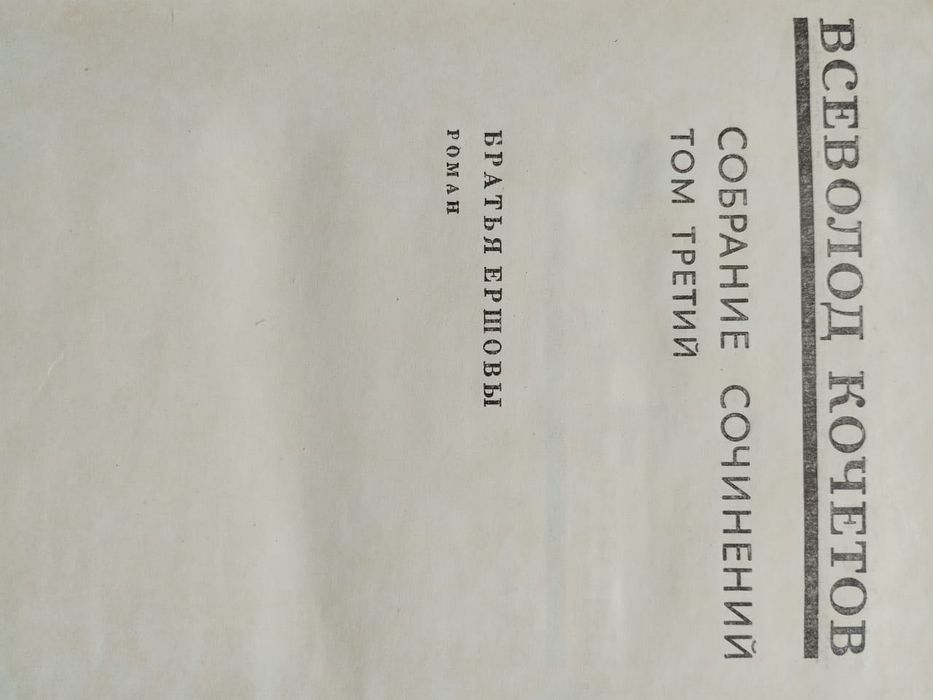 ВСЕВОЛОД КОЧЕТОВ
СОБРАНИЕ СОЧИНЕНИЙ
ТОМ ТРЕТИЙ
БРАТЬЯ ЕРШОВЫ
РОМАН